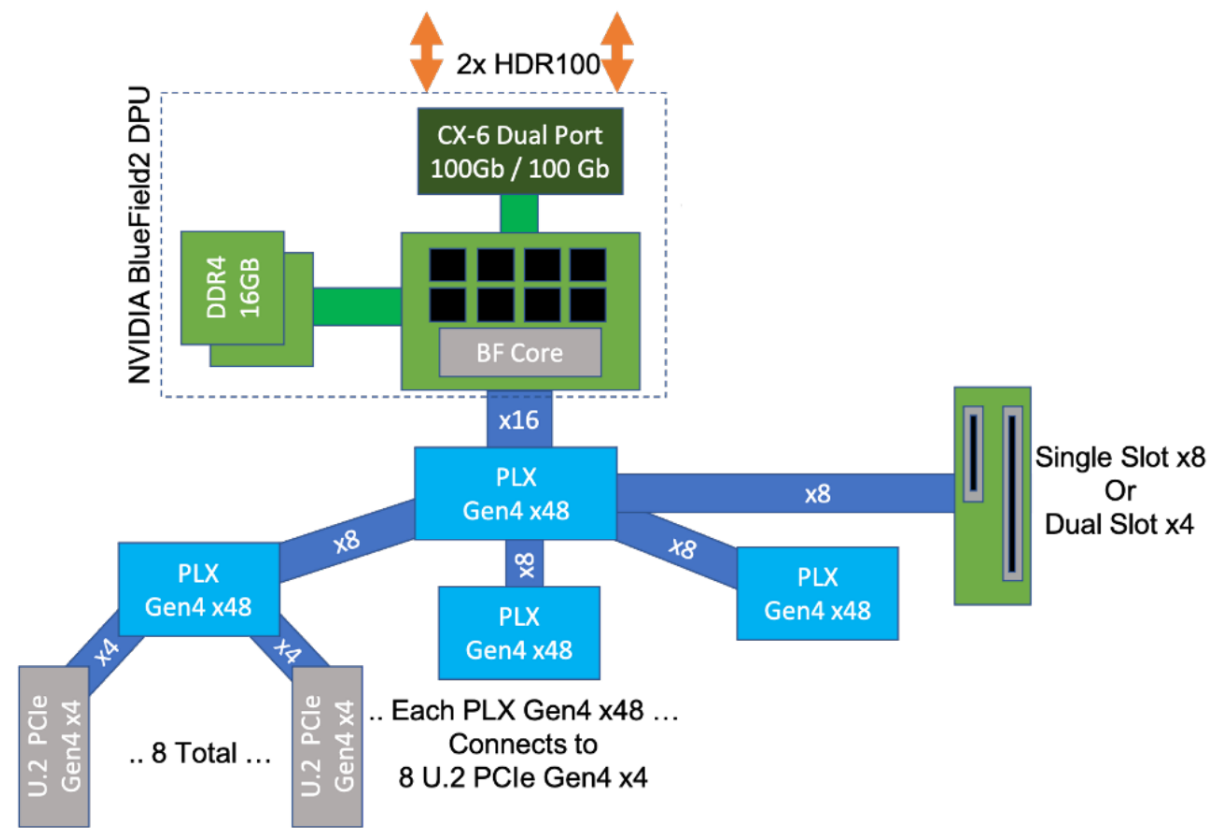 2x HDR100
NVIDIA BlueField2 DPU
CX-6 Dual Port
100Gb / 100 Gb
DDR4
16GB
BF Core
x16
PLX
Gen4 x48
x8
Single Slot x8
Or
Dual Slot x4
x8
x8
x8
PLX
Gen4 x48
PLX
Gen4 x48
PLX
Gen4 x48
x4
x4
U.2 PCIe
Gen4 x4
.. 8 Total ...
U.2 PCIe
Gen4 x4
.. Each PLX Gen4 x48 ...
Connects to
8 U.2 PCIe Gen4 x4